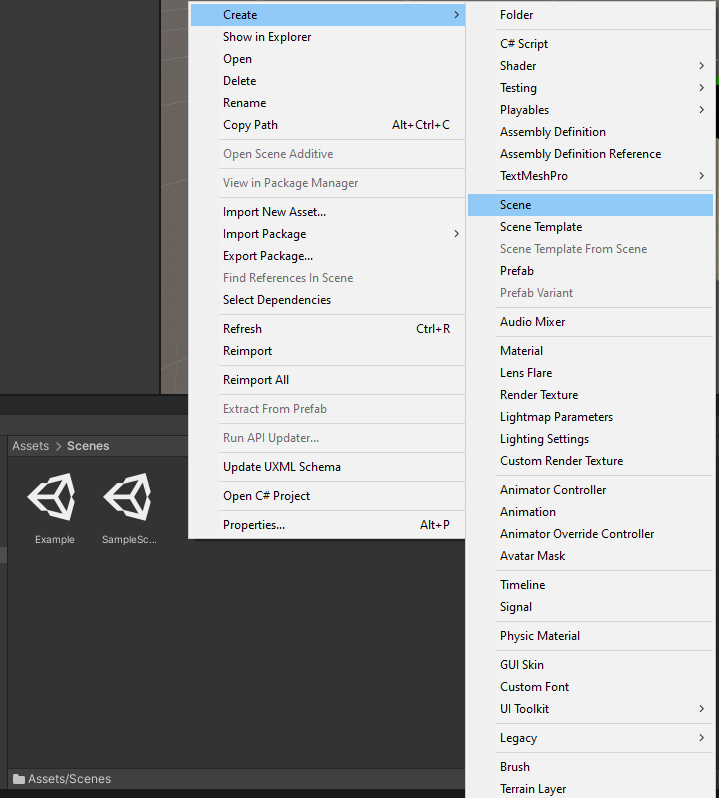 Create
Show in Explorer
Open
Delete
Rename
Copy Path Alt+Ctrl+C
Open Scene Additive
View in Package Manager
Import New Asset...
Import Package
Export Package...
Find References In Scene
Select Dependencies
Refresh Ctrl+R
Reimport
Reimport All
Extract From Prefab
Run API Updater...
Update UXML Schema
Open C# Project
Properties... Alt+P
Folder
C# Script
Shader
Testing
Playables
Assembly Definition
Assembly Definition Reference
TextMeshPro
Scene
Scene Template
Scene Template From Scene
Prefab
Prefab Variant
Audio Mixer
Material
Lens Flare
Render Texture
Lightmap Parameters
Lighting Settings
Custom Render Texture
Animator Controller
Animation
Animator Override Controller
Avatar Mask
Timeline
Signal
Physic Material
GUI Skin
Custom Font
UI Toolkit
Legacy
Brush
Terrain Layer
Assets > Scenes
Example
SampleSc...
Assets/Scenes